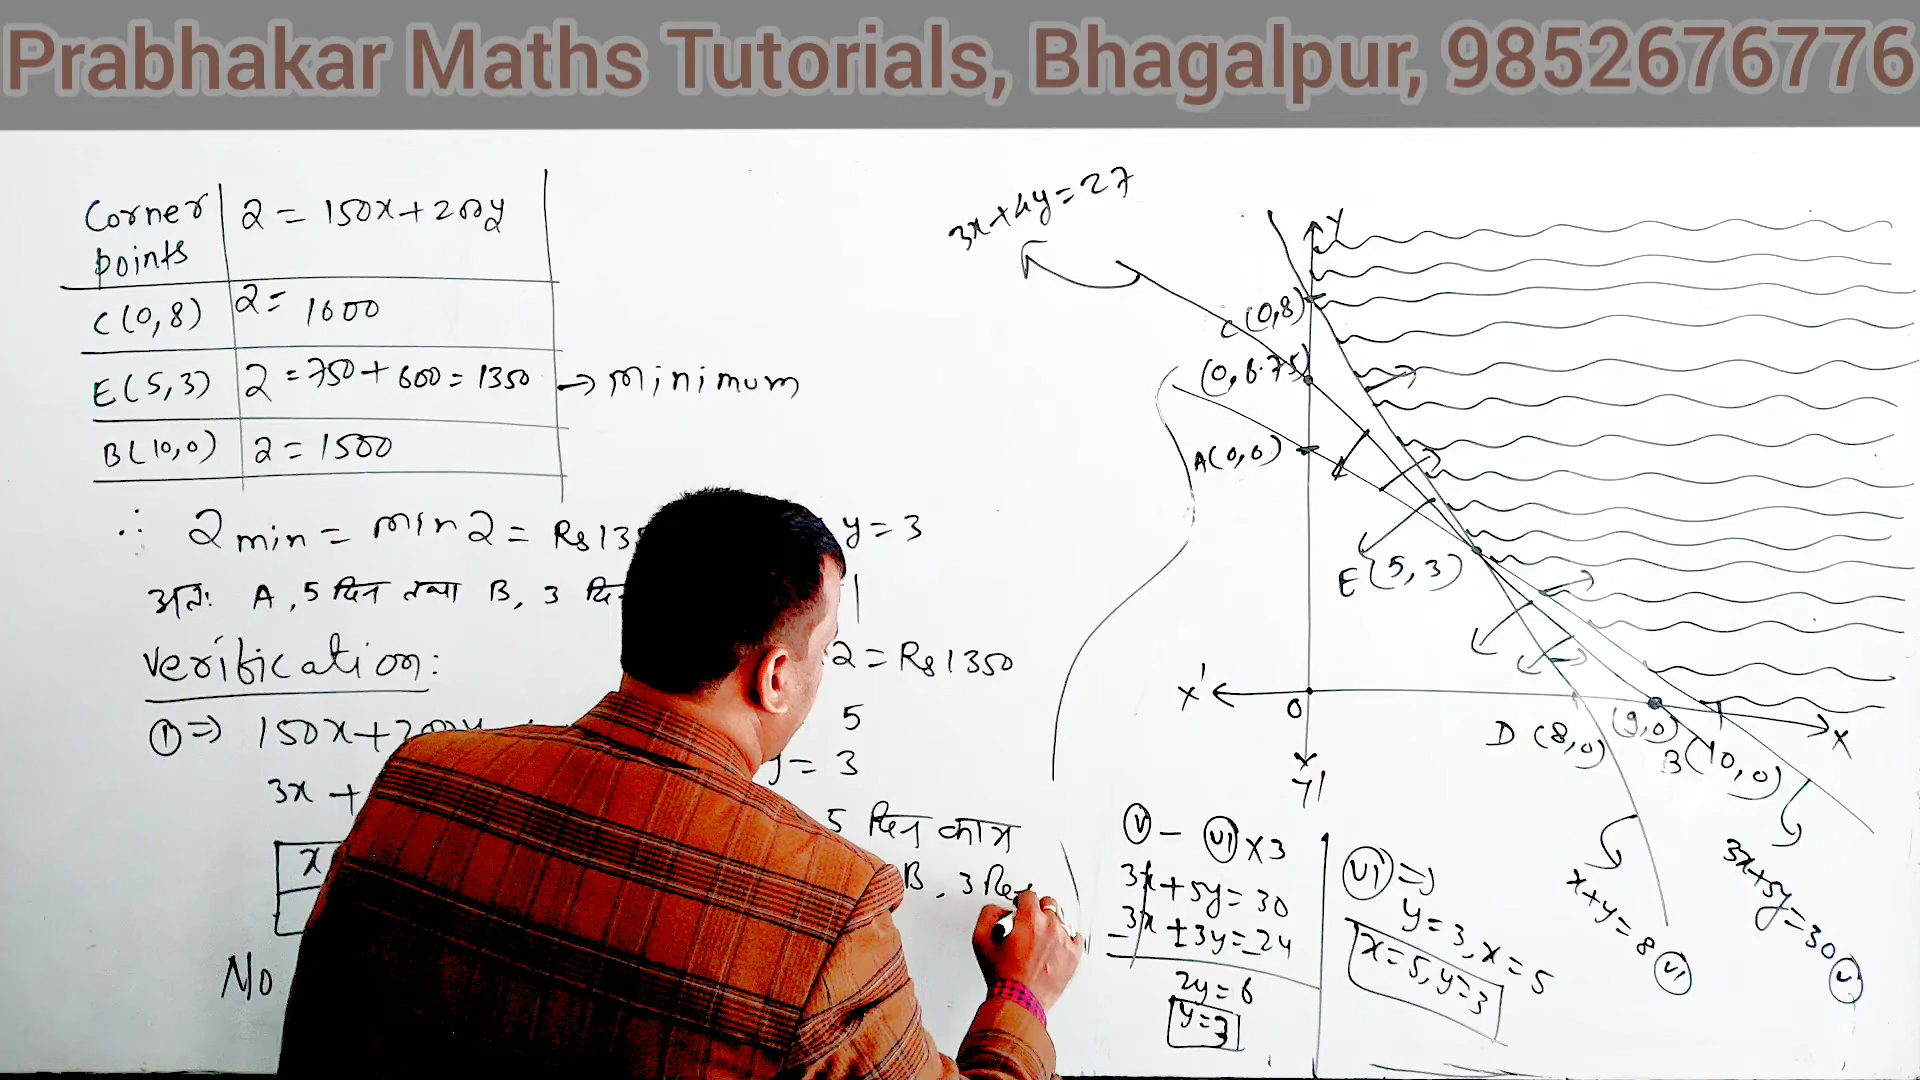 Prabhakar Maths Tutorials, Bhagalpur, 9852676776
Corner points
Z = 150x + 200y
C(0,8)
Z = 1600
E(5,3)
Z = 750 + 600 = 1350 → minimum
B(10,0)
Z = 1500
∴ Z min = min Z = Rs 13
y = 3
अतः A, 5 दिन तथा B, 3
Verification:
Z = Rs 1350
① ⇒ 150x + 200y
5
3x +
y = 3
x
5 दिन कार्य
B, 3
No
3x + 4y = 27
Y
C(0,8)
(0, 6.75)
A(0,6)
E(5,3)
X'
O
X
Y'
D(8,0)
(9,0)
B(10,0)
x+y=8 (vi)
3x+5y=30 (v)
(v) - (vi) x 3
3x + 5y = 30
3x + 3y = 24
2y = 6
y = 3
(vi) ⇒
y = 3, x = 5
x = 5, y = 3